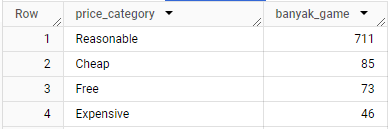 Row price_category banyak_game
1 Reasonable 711
2 Cheap 85
3 Free 73
4 Expensive 46